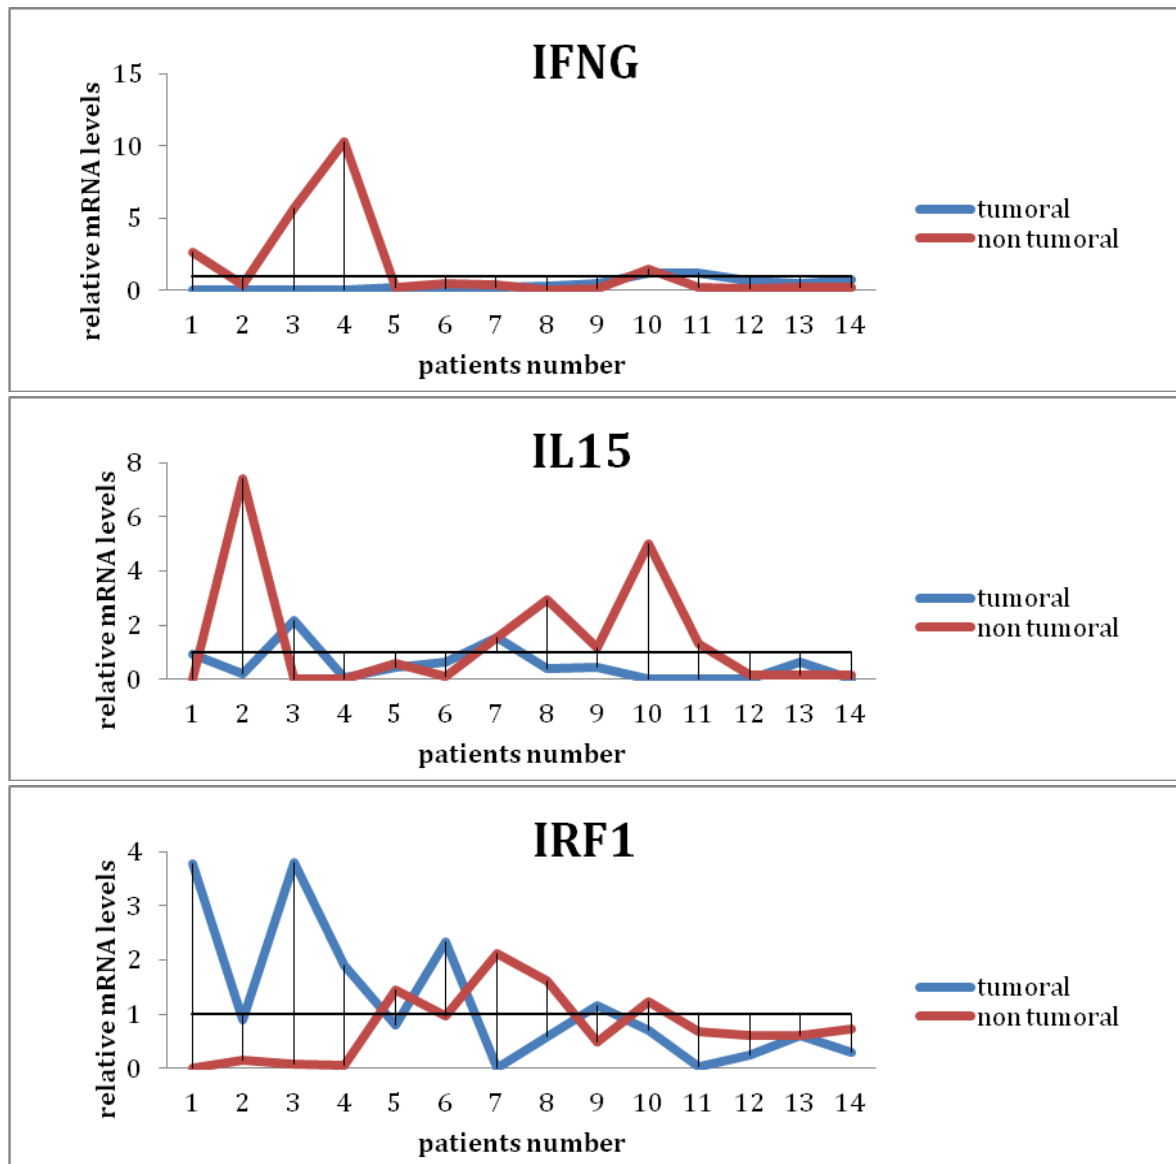 IFNG
15
10
5
0
relative mRNA levels
1 2 3 4 5 6 7 8 9 10 11 12 13 14
patients number
tumoral
non tumoral
IL15
8
6
4
2
0
relative mRNA levels
1 2 3 4 5 6 7 8 9 10 11 12 13 14
patients number
tumoral
non tumoral
IRF1
4
3
2
1
0
relative mRNA levels
1 2 3 4 5 6 7 8 9 10 11 12 13 14
patients number
tumoral
non tumoral